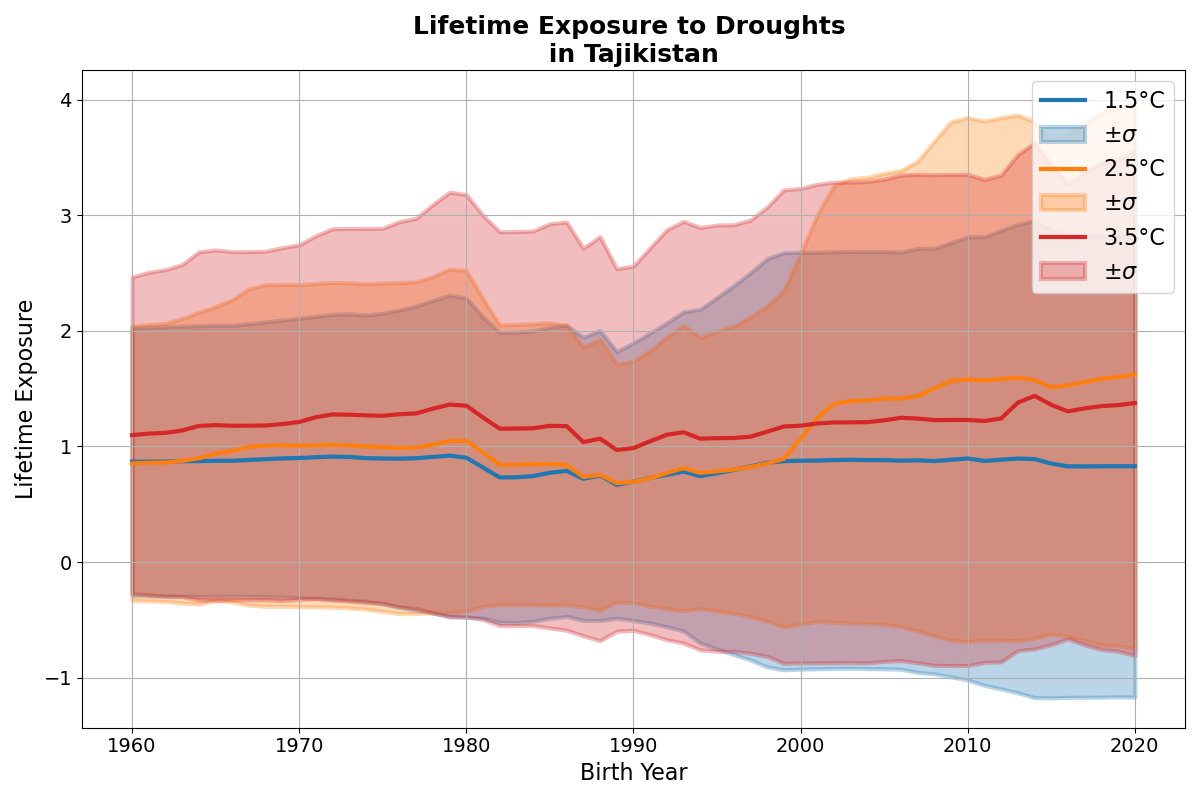 Lifetime Exposure to Droughts
in Tajikistan
Lifetime Exposure
4
3
2
1
0
−1
1960
1970
1980
1990
2000
2010
2020
Birth Year
1.5°C
±σ
2.5°C
±σ
3.5°C
±σ